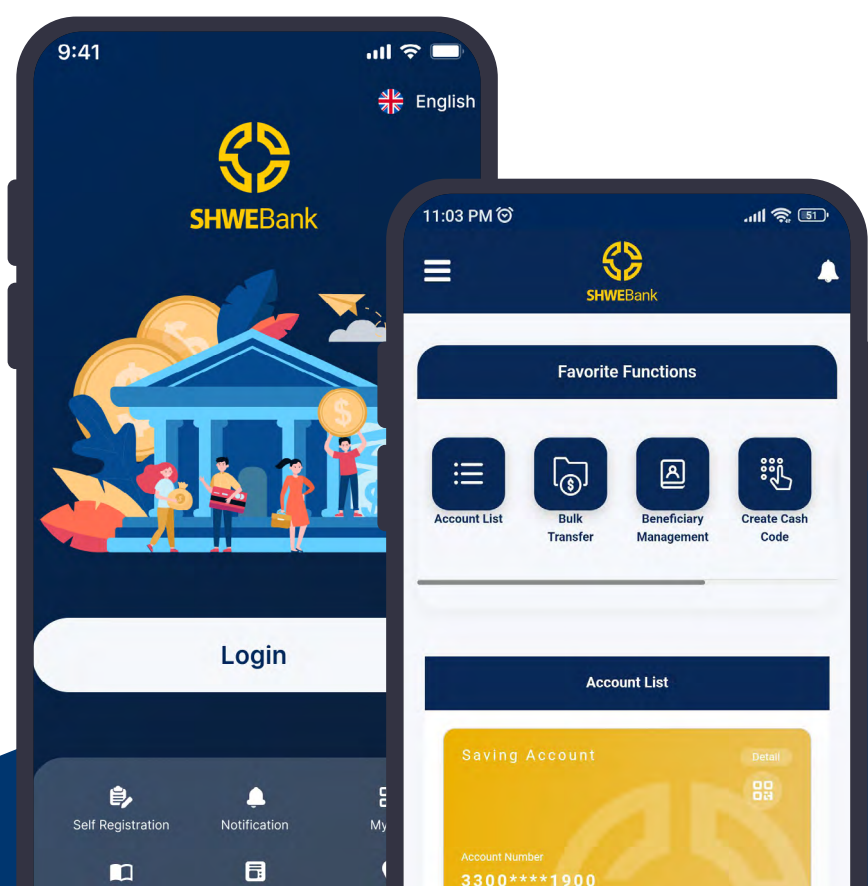 9:41
English
SHWEBank
Login
Self Registration
Notification
My
11:03 PM
51
SHWEBank
Favorite Functions
Account List
Bulk
Transfer
Beneficiary
Management
Create Cash
Code
Account List
Saving Account
Detail
Account Number
3300****1900